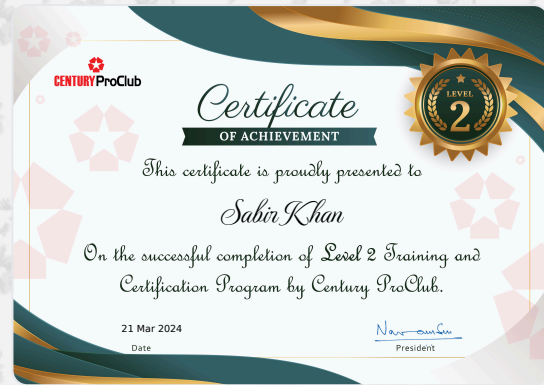 CENTURY ProClub
Certificate
OF ACHIEVEMENT
LEVEL
2
This certificate is proudly presented to
Sabir Khan
On the successful completion of Level 2 Training and
Certification Program by Century ProClub.
21 Mar 2024
Date
President